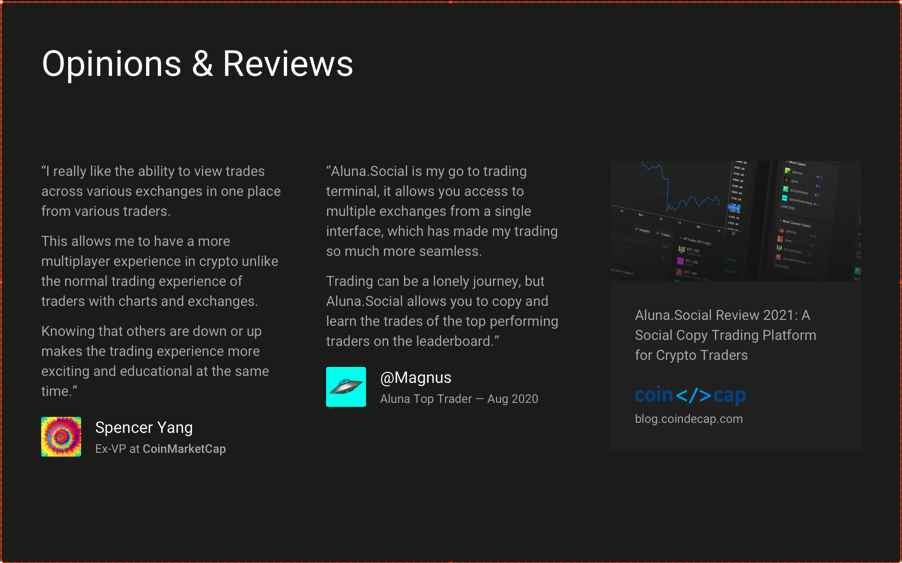 Opinions & Reviews
“I really like the ability to view trades
across various exchanges in one place
from various traders.
This allows me to have a more
multiplayer experience in crypto unlike
the normal trading experience of
traders with charts and exchanges.
Knowing that others are down or up
makes the trading experience more
exciting and educational at the same
time.”
Spencer Yang
Ex-VP at CoinMarketCap
“Aluna.Social is my go to trading
terminal, it allows you access to
multiple exchanges from a single
interface, which has made my trading
so much more seamless.
Trading can be a lonely journey, but
Aluna.Social allows you to copy and
learn the trades of the top performing
traders on the leaderboard.”
@Magnus
Aluna Top Trader — Aug 2020
Aluna.Social Review 2021: A
Social Copy Trading Platform
for Crypto Traders
coin</>cap
blog.coindecap.com